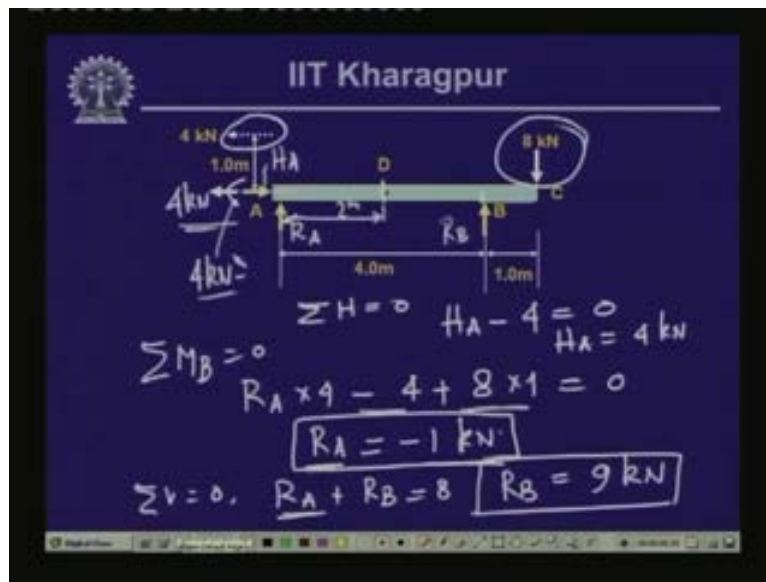 IIT Kharagpur
4 kN
1.0m
HA
D
8 kN
4kN
A
2m
B
C
RA
RB
4kN
4.0m
1.0m
ΣH = 0 HA - 4 = 0
HA = 4 kN
ΣMB = 0
RA × 4 - 4 + 8 × 1 = 0
RA = -1 kN
ΣV = 0. RA + RB = 8 RB = 9 kN